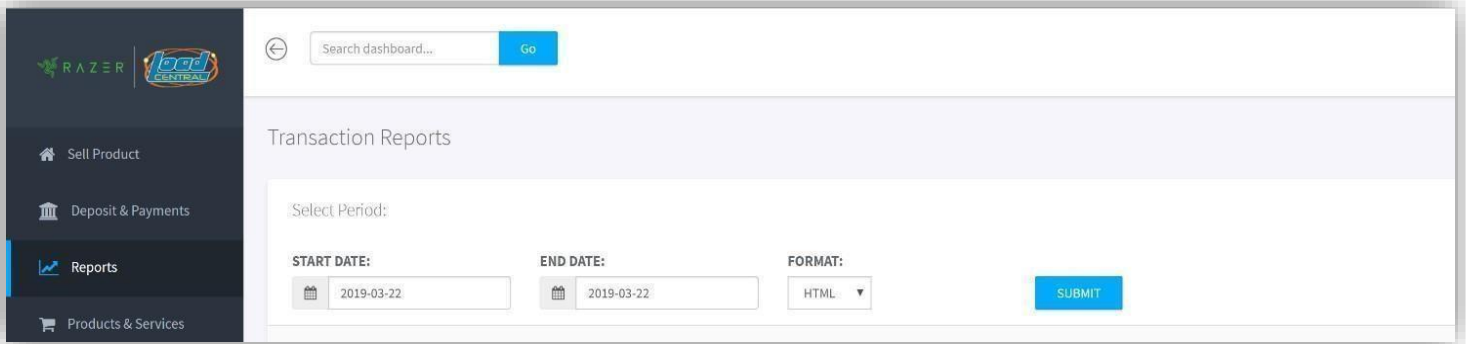 RAZER
load
CENTRAL
Search dashboard...
Go
Transaction Reports
Sell Product
Deposit & Payments
Reports
Products & Services
Select Period:
START DATE:
END DATE:
FORMAT:
2019-03-22
2019-03-22
HTML
SUBMIT